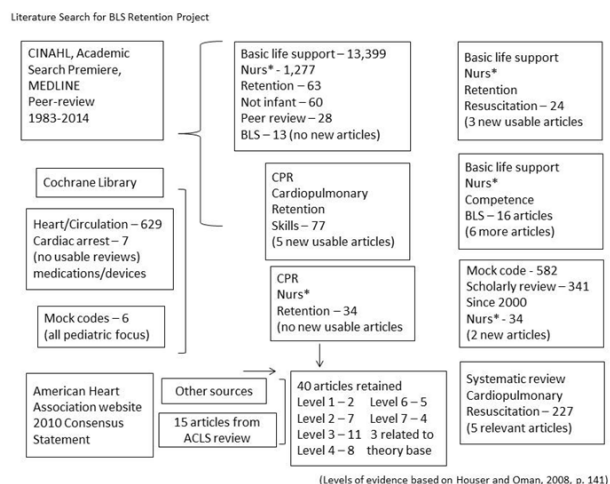 Literature Search for BLS Retention Project
CINAHL, Academic
Search Premiere,
MEDLINE
Peer-review
1983-2014
Basic life support – 13,399
Nurs* - 1,277
Retention – 63
Not infant – 60
Peer review – 28
BLS – 13 (no new articles)
Basic life support
Nurs*
Retention
Resuscitation – 24
(3 new usable articles
Cochrane Library
CPR
Cardiopulmonary
Retention
Skills – 77
(5 new usable articles)
Basic life support
Nurs*
Competence
BLS – 16 articles
(6 more articles)
Heart/Circulation – 629
Cardiac arrest – 7
(no usable reviews)
medications/devices
CPR
Nurs*
Retention – 34
(no new usable articles
Mock code - 582
Scholarly review – 341
Since 2000
Nurs* - 34
(2 new articles)
Mock codes – 6
(all pediatric focus)
American Heart
Association website
2010 Consensus
Statement
Other sources
15 articles from
ACLS review
40 articles retained
Level 1 – 2 Level 6 – 5
Level 2 – 7 Level 7 – 4
Level 3 – 11 3 related to
Level 4 – 8 theory base
Systematic review
Cardiopulmonary
Resuscitation – 227
(5 relevant articles)
(Levels of evidence based on Houser and Oman, 2008, p. 141)